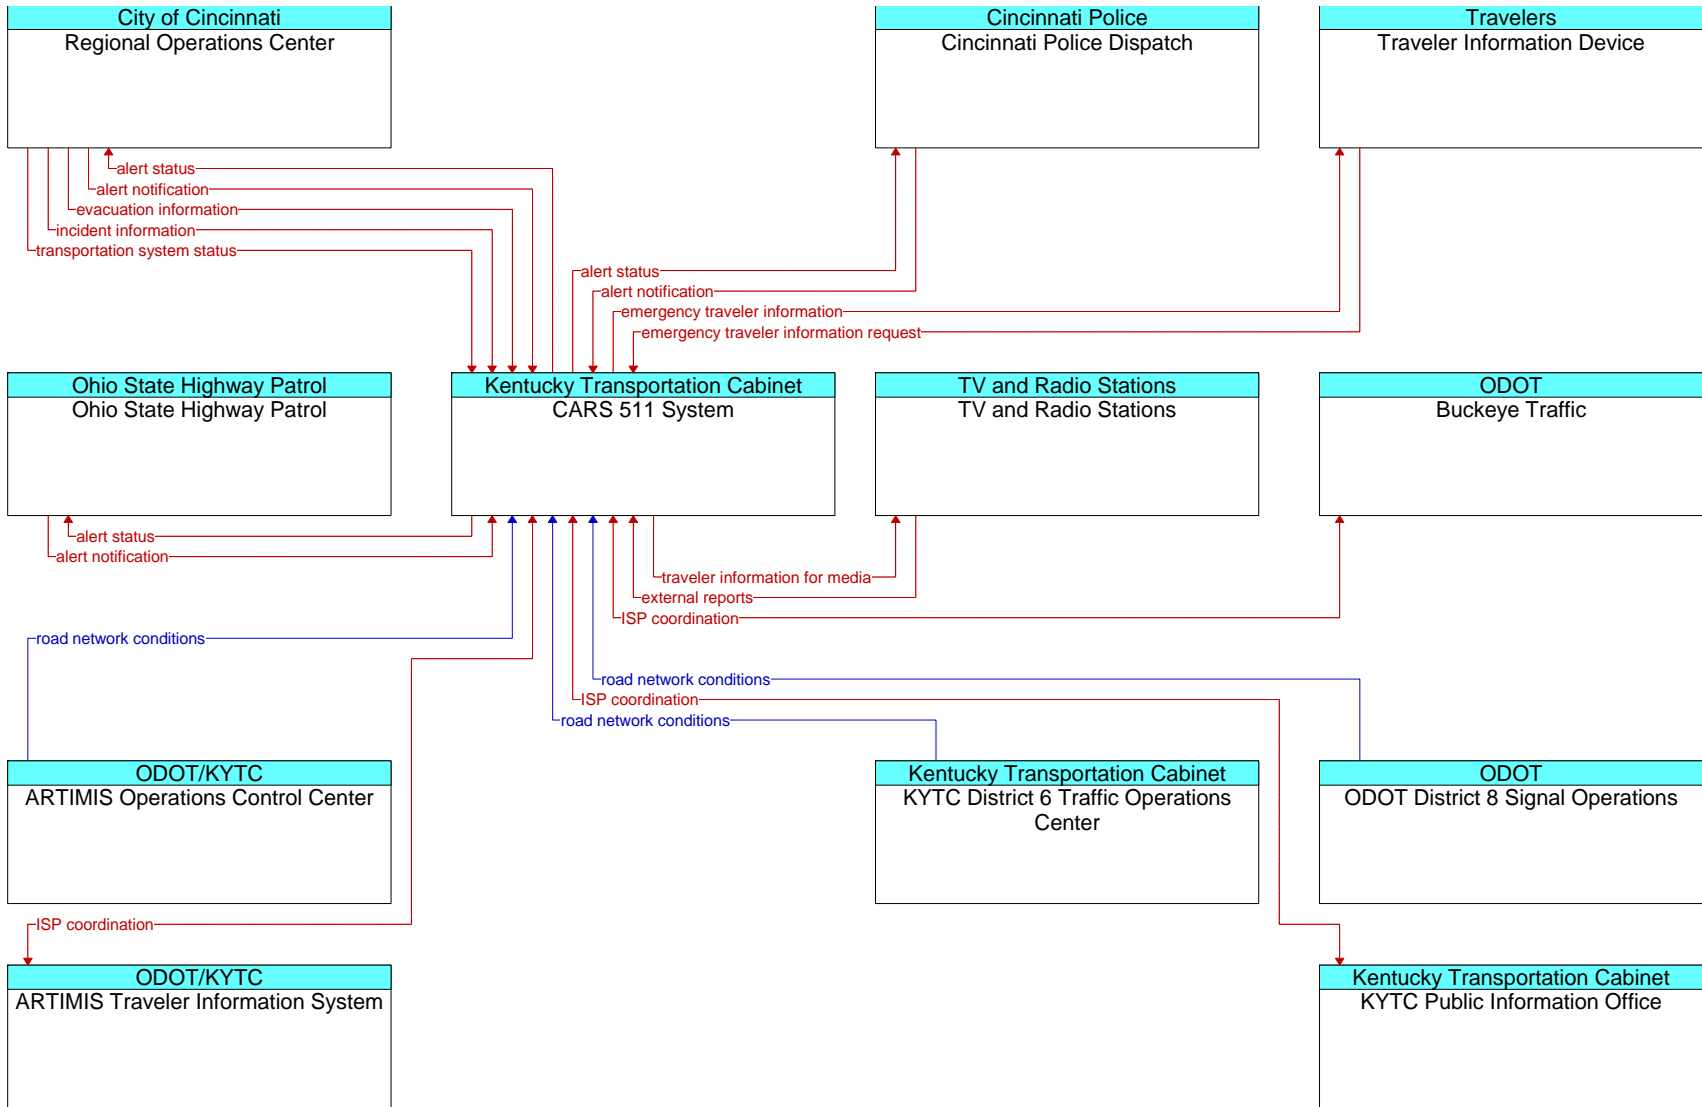 City of Cincinnati
Regional Operations Center
Cincinnati Police
Cincinnati Police Dispatch
Travelers
Traveler Information Device
alert status
alert notification
evacuation information
incident information
transportation system status
alert status
alert notification
emergency traveler information
emergency traveler information request
Ohio State Highway Patrol
Ohio State Highway Patrol
Kentucky Transportation Cabinet
CARS 511 System
TV and Radio Stations
TV and Radio Stations
ODOT
Buckeye Traffic
alert status
alert notification
traveler information for media
external reports
ISP coordination
road network conditions
road network conditions
ISP coordination
road network conditions
ODOT/KYTC
ARTIMIS Operations Control Center
Kentucky Transportation Cabinet
KYTC District 6 Traffic Operations
Center
ODOT
ODOT District 8 Signal Operations
ISP coordination
ODOT/KYTC
ARTIMIS Traveler Information System
Kentucky Transportation Cabinet
KYTC Public Information Office